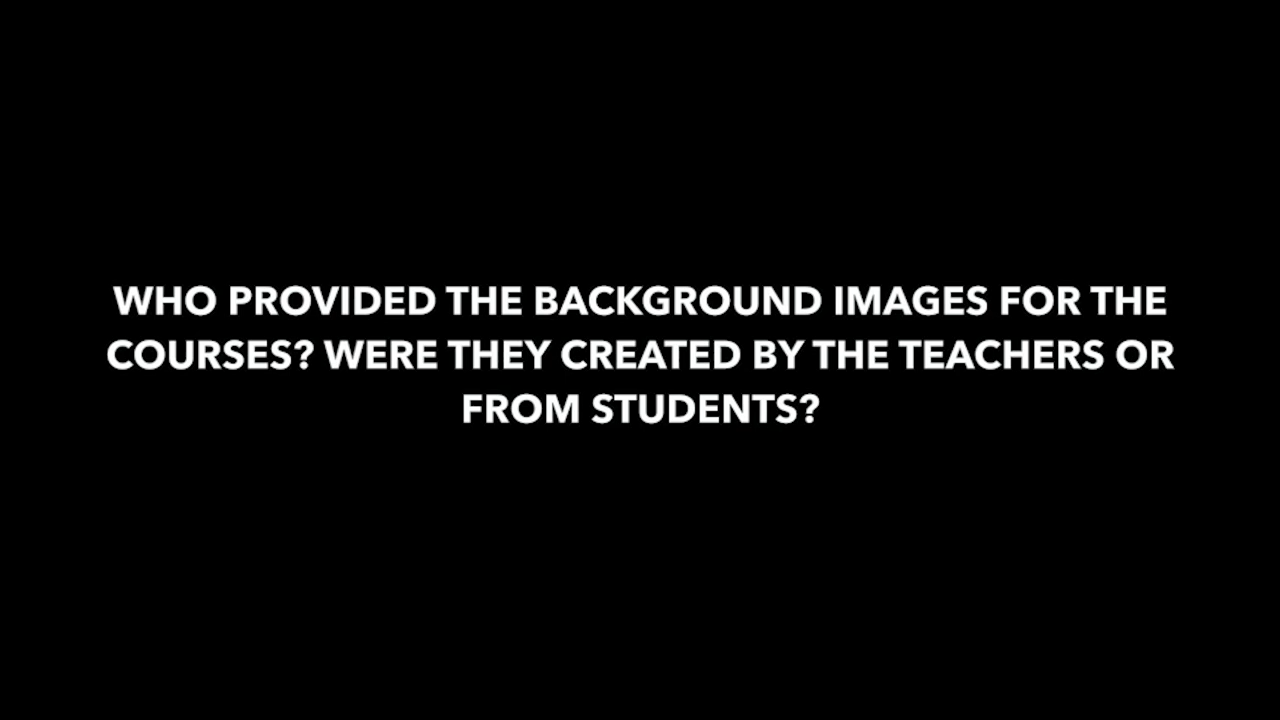 WHO PROVIDED THE BACKGROUND IMAGES FOR THE
COURSES? WERE THEY CREATED BY THE TEACHERS OR
FROM STUDENTS?